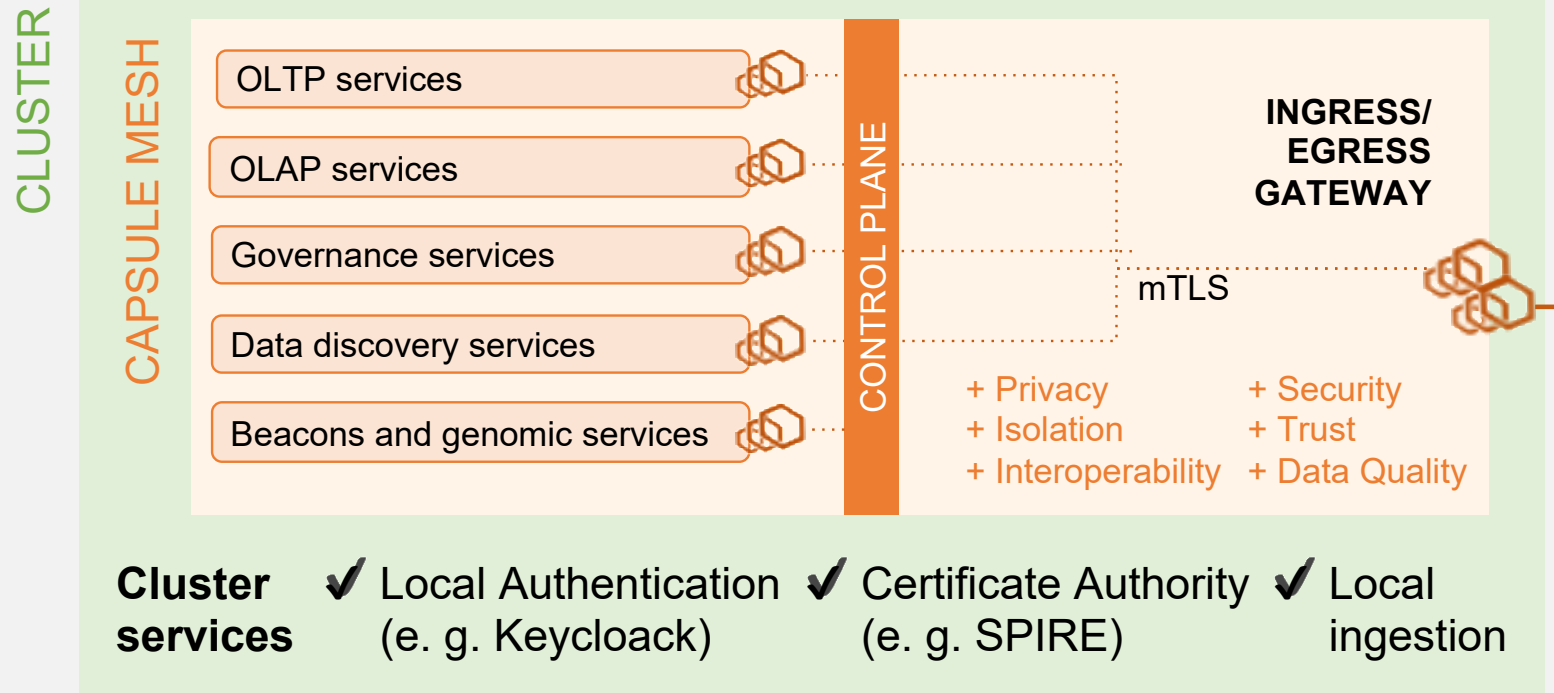 CLUSTER
CAPSULE MESH
OLTP services
OLAP services
Governance services
Data discovery services
Beacons and genomic services
CONTROL PLANE
INGRESS/
EGRESS
GATEWAY
mTLS
+ Privacy
+ Isolation
+ Interoperability
+ Security
+ Trust
+ Data Quality
Cluster
services
✔ Local Authentication
(e. g. Keycloack)
✔ Certificate Authority
(e. g. SPIRE)
✔ Local
ingestion